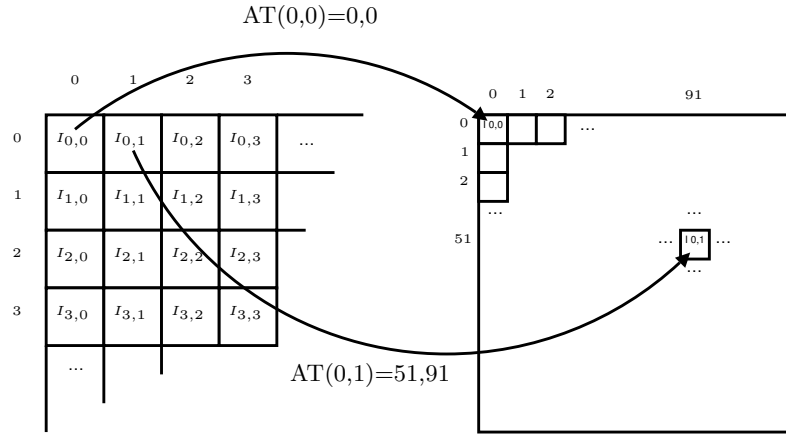 AT(0,0)=0,0
0 1 2 3
0 1 2 91
0 I0,0 I0,1 I0,2 I0,3 ...
0 I 0,0 ...
1
2
1 I1,0 I1,1 I1,2 I1,3
... ...
2 I2,0 I2,1 I2,2 I2,3
51 ... I 0,1 ...
...
3 I3,0 I3,1 I3,2 I3,3
...
AT(0,1)=51,91